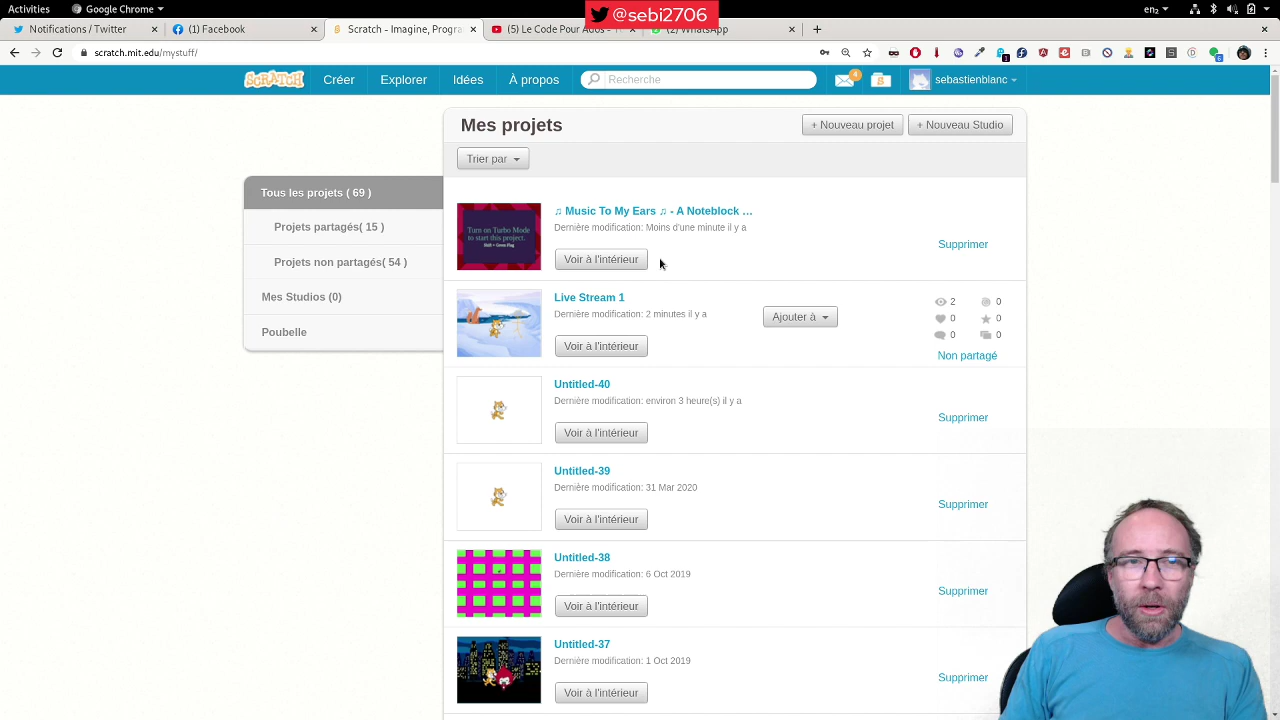 Activities
Google Chrome
@sebi2706
en2
Notifications / Twitter
(1) Facebook
Scratch - Imagine, Progra
(5) Le Code Pour Ados -
(2) WhatsApp
scratch.mit.edu/mystuff/
SCRATCH
Créer
Explorer
Idées
À propos
Recherche
4
sebastienblanc
Mes projets
+ Nouveau projet
+ Nouveau Studio
Trier par
Tous les projets ( 69 )
Projets partagés( 15 )
Projets non partagés( 54 )
Mes Studios (0)
Poubelle
Turn on Turbo Mode
to start this project.
Shift + Green Flag
♫ Music To My Ears ♫ - A Noteblock ...
Dernière modification: Moins d'une minute il y a
Voir à l'intérieur
Supprimer
Live Stream 1
Dernière modification: 2 minutes il y a
Voir à l'intérieur
Ajouter à
2 0
0 0
0 0
Non partagé
Untitled-40
Dernière modification: environ 3 heure(s) il y a
Voir à l'intérieur
Supprimer
Untitled-39
Dernière modification: 31 Mar 2020
Voir à l'intérieur
Supprimer
Untitled-38
Dernière modification: 6 Oct 2019
Voir à l'intérieur
Supprimer
Untitled-37
Dernière modification: 1 Oct 2019
Voir à l'intérieur
Supprimer